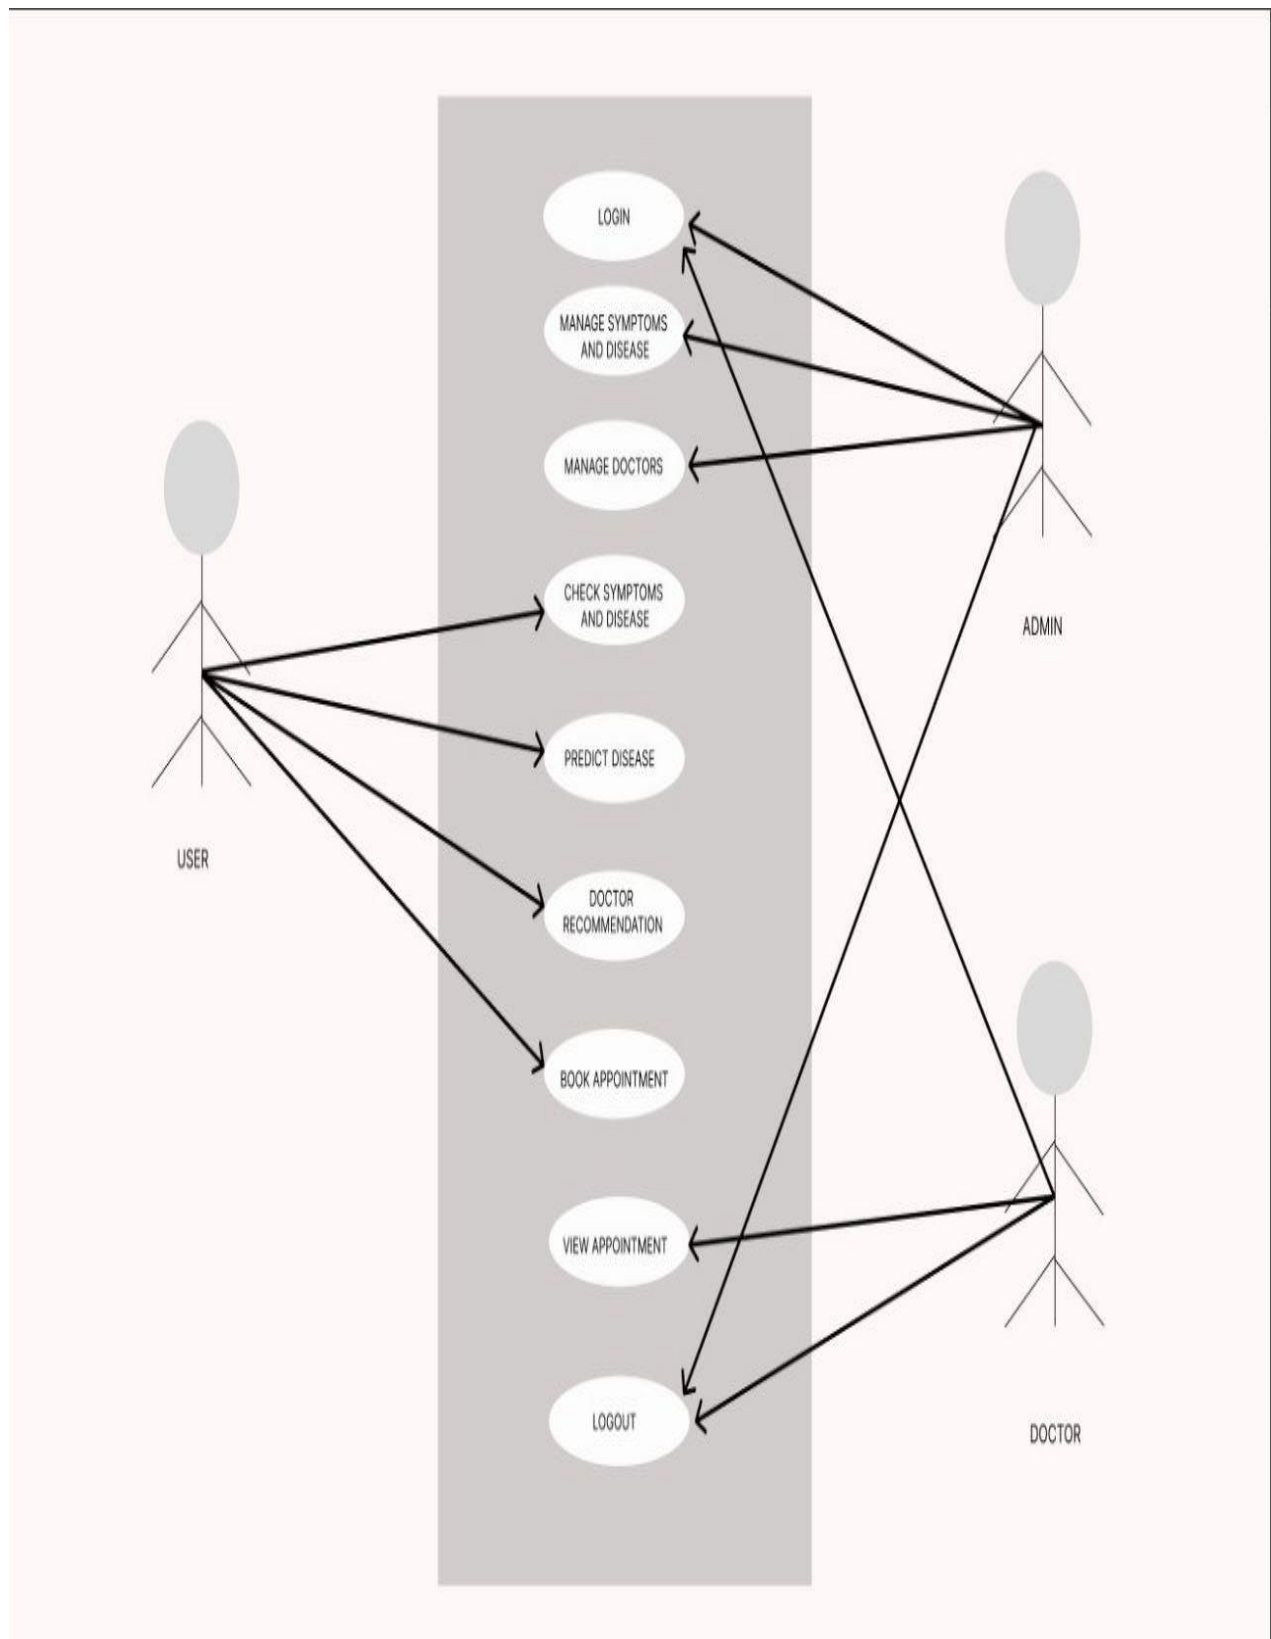 LOGIN
MANAGE SYMPTOMS
AND DISEASE
MANAGE DOCTORS
CHECK SYMPTOMS
AND DISEASE
ADMIN
PREDICT DISEASE
USER
DOCTOR
RECOMMENDATION
BOOK APPOINTMENT
VIEW APPOINTMENT
LOGOUT
DOCTOR